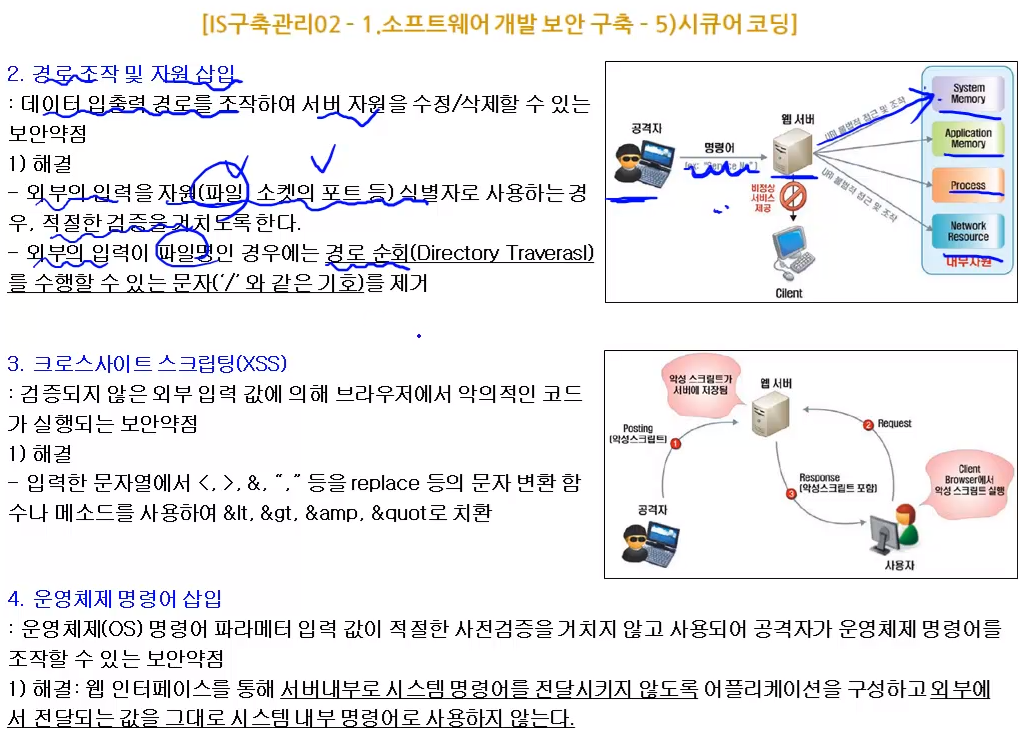 [IS구축관리02 - 1.소프트웨어 개발 보안 구축 - 5)시큐어 코딩]
2. 경로 조작 및 자원 삽입
: 데이터 입출력 경로를 조작하여 서버 자원을 수정/삭제할 수 있는
보안약점
1) 해결
- 외부의 입력을 자원(파일, 소켓의 포트 등) 식별자로 사용하는 경
우, 적절한 검증을 거치도록 한다.
- 외부의 입력이 파일명인 경우에는 경로 순회(Directory Traverasl)
를 수행할 수 있는 문자('/' 와 같은 기호)를 제거
공격자
명령어
웹 서버
URI 불법적 접근 및 조작
URI 불법적 접근 및 조작
비정상
서비스
제공
Cilent
System
Memory
Application
Memory
Process
Network
Resource
내부자원
3. 크로스사이트 스크립팅(XSS)
: 검증되지 않은 외부 입력 값에 의해 브라우저에서 악의적인 코드
가 실행되는 보안약점
1) 해결
- 입력한 문자열에서 <, >, &, “,” 등을 replace 등의 문자 변환 함
수나 메소드를 사용하여 &lt, &gt, &amp, &quot로 치환
악성 스크립트가
서버에 저장됨
웹 서버
Posting
(악성스크립트)
1
2
Request
Response
(악성스크립트 포함)
3
Client
Browser에서
악성 스크립트 실행
공격자
사용자
4. 운영체제 명령어 삽입
: 운영체제(OS) 명령어 파라메터 입력 값이 적절한 사전검증을 거치지 않고 사용되어 공격자가 운영체제 명령어를
조작할 수 있는 보안약점
1) 해결: 웹 인터페이스를 통해 서버내부로 시스템 명령어를 전달시키지 않도록 어플리케이션을 구성하고 외부에
서 전달되는 값을 그대로 시스템 내부 명령어로 사용하지 않는다.